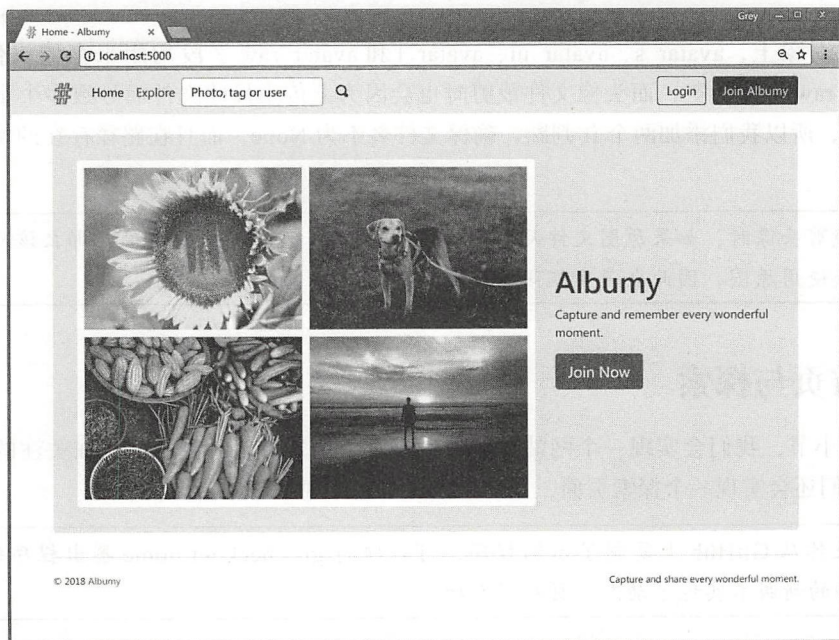 Grey
Home - Albumy
localhost:5000
Home Explore Photo, tag or user Login Join Albumy
Albumy
Capture and remember every wonderful
moment.
Join Now
© 2018 Albumy
Capture and share every wonderful moment.